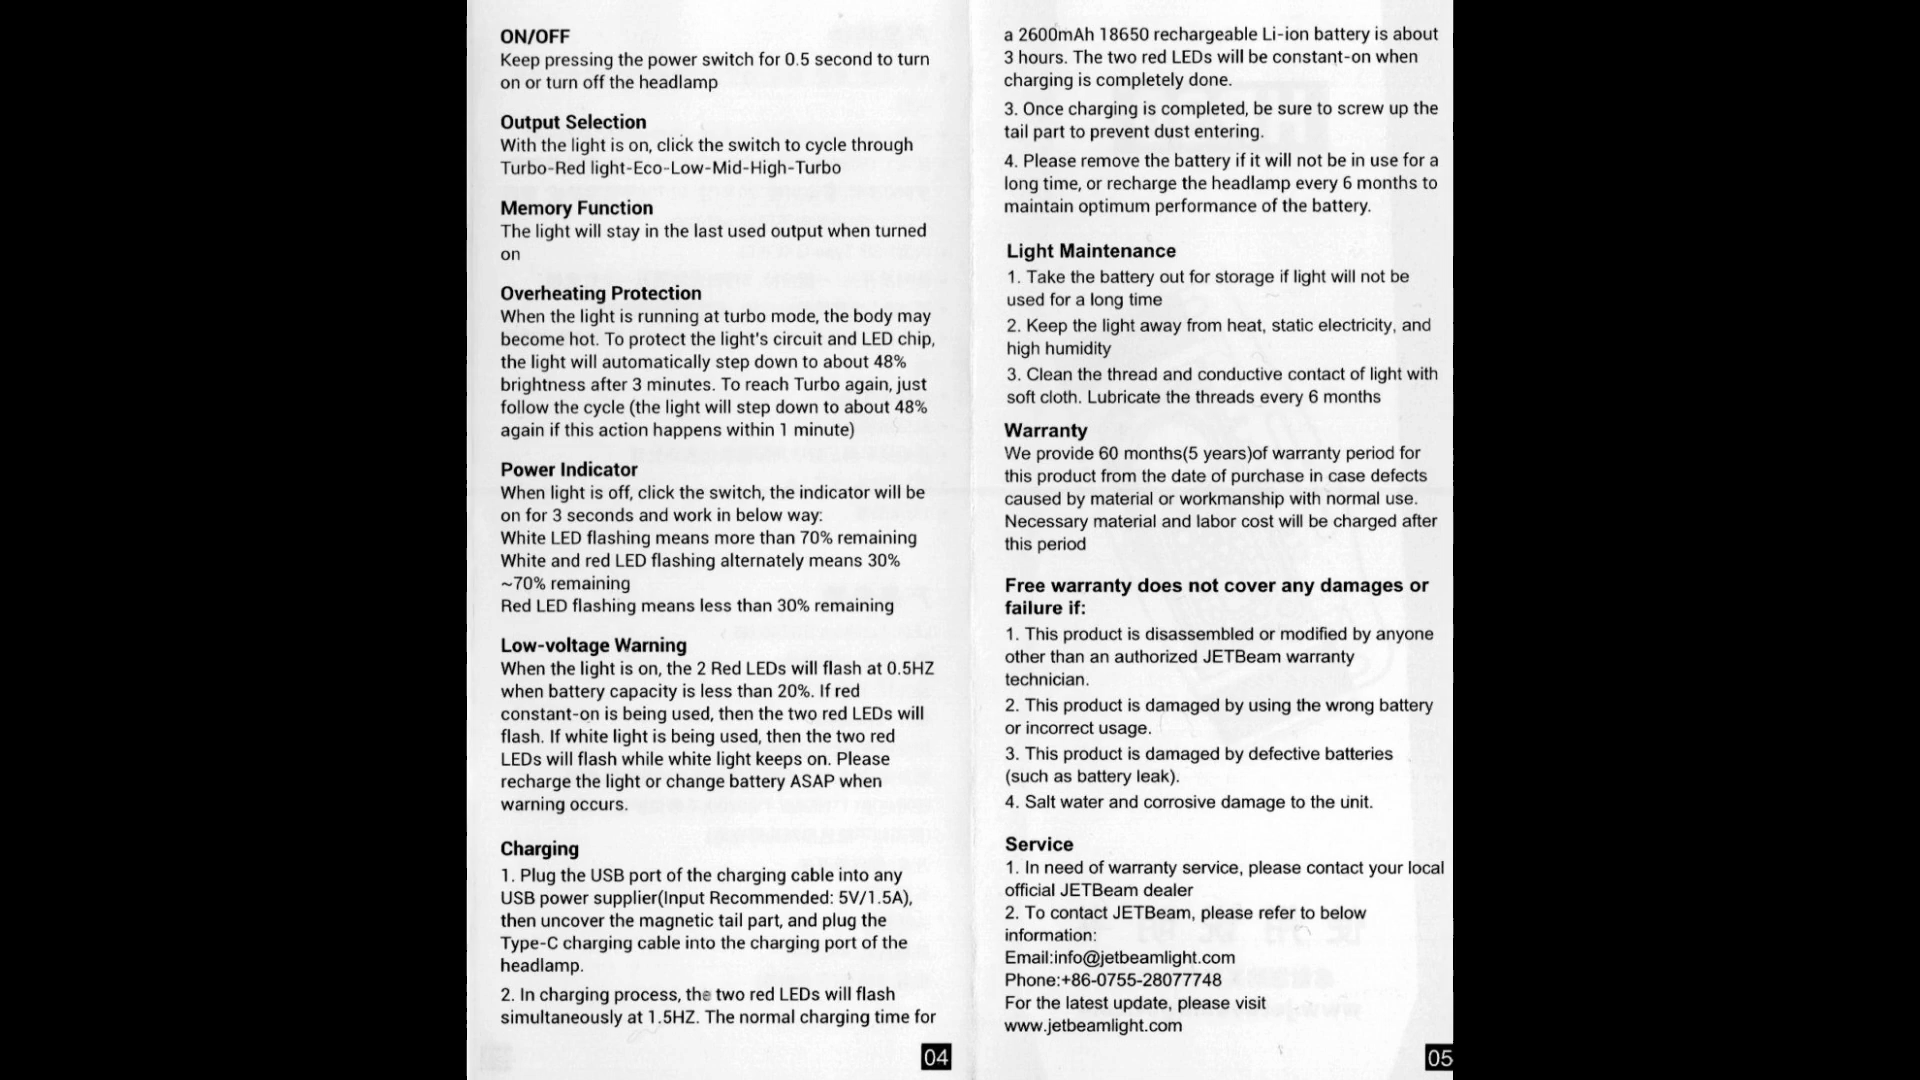 ON/OFF
Keep pressing the power switch for 0.5 second to turn
on or turn off the headlamp
Output Selection
With the light is on, click the switch to cycle through
Turbo-Red light-Eco-Low-Mid-High-Turbo
Memory Function
The light will stay in the last used output when turned
on
Overheating Protection
When the light is running at turbo mode, the body may
become hot. To protect the light's circuit and LED chip,
the light will automatically step down to about 48%
brightness after 3 minutes. To reach Turbo again, just
follow the cycle (the light will step down to about 48%
again if this action happens within 1 minute)
Power Indicator
When light is off, click the switch, the indicator will be
on for 3 seconds and work in below way:
White LED flashing means more than 70% remaining
White and red LED flashing alternately means 30%
~70% remaining
Red LED flashing means less than 30% remaining
Low-voltage Warning
When the light is on, the 2 Red LEDs will flash at 0.5HZ
when battery capacity is less than 20%. If red
constant-on is being used, then the two red LEDs will
flash. If white light is being used, then the two red
LEDs will flash while white light keeps on. Please
recharge the light or change battery ASAP when
warning occurs.
Charging
1. Plug the USB port of the charging cable into any
USB power supplier(Input Recommended: 5V/1.5A),
then uncover the magnetic tail part, and plug the
Type-C charging cable into the charging port of the
headlamp.
2. In charging process, the two red LEDs will flash
simultaneously at 1.5HZ. The normal charging time for
04
a 2600mAh 18650 rechargeable Li-ion battery is about
3 hours. The two red LEDs will be constant-on when
charging is completely done.
3. Once charging is completed, be sure to screw up the
tail part to prevent dust entering.
4. Please remove the battery if it will not be in use for a
long time, or recharge the headlamp every 6 months to
maintain optimum performance of the battery.
Light Maintenance
1. Take the battery out for storage if light will not be
used for a long time
2. Keep the light away from heat, static electricity, and
high humidity
3. Clean the thread and conductive contact of light with
soft cloth. Lubricate the threads every 6 months
Warranty
We provide 60 months(5 years)of warranty period for
this product from the date of purchase in case defects
caused by material or workmanship with normal use.
Necessary material and labor cost will be charged after
this period
Free warranty does not cover any damages or
failure if:
1. This product is disassembled or modified by anyone
other than an authorized JETBeam warranty
technician.
2. This product is damaged by using the wrong battery
or incorrect usage.
3. This product is damaged by defective batteries
(such as battery leak).
4. Salt water and corrosive damage to the unit.
Service
1. In need of warranty service, please contact your local
official JETBeam dealer
2. To contact JETBeam, please refer to below
information:
Email:info@jetbeamlight.com
Phone:+86-0755-28077748
For the latest update, please visit
www.jetbeamlight.com
05